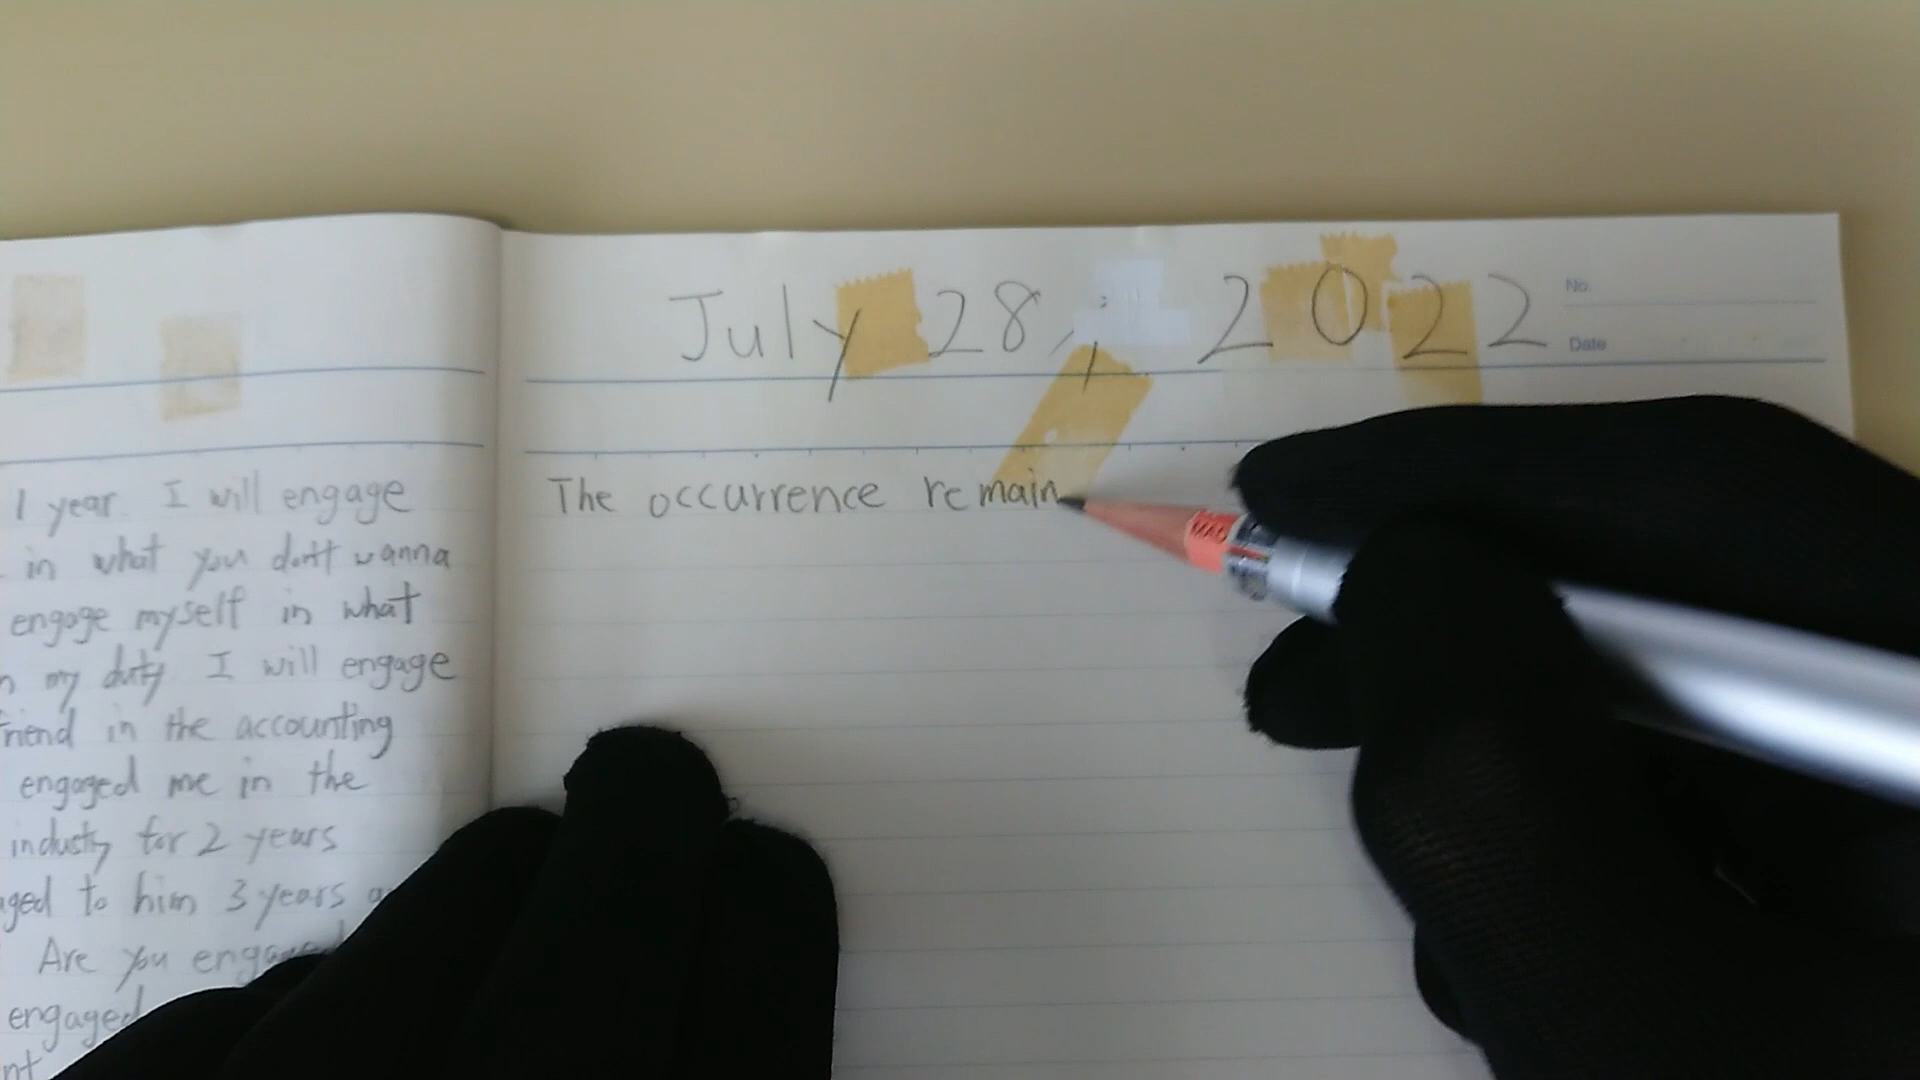 July 28, ; 2022
No.
Date
1 year. I will engage
in what you don't wanna
engage myself in what
my duty I will engage
friend in the accounting
engaged me in the
industry for 2 years
to him 3 years
Are you
engaged
The occurrence remain
MAD